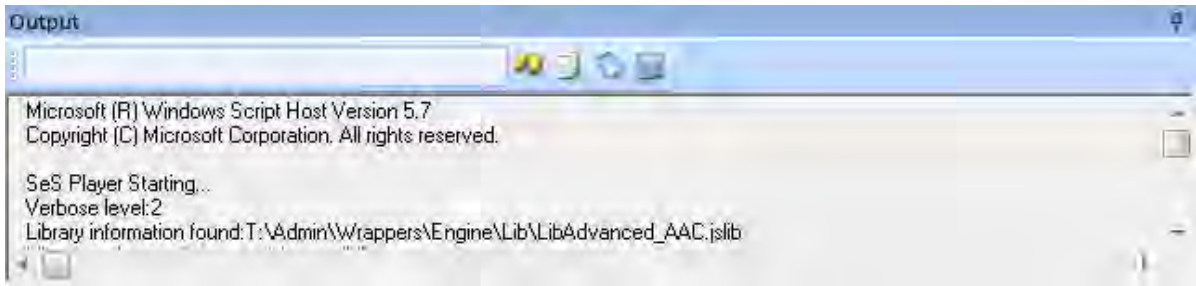 Output
Microsoft (R) Windows Script Host Version 5.7
Copyright (C) Microsoft Corporation. All rights reserved.
SeS Player Starting...
Verbose level:2
Library information found:T:\Admin\Wrappers\Engine\Lib\LibAdvanced_AAC.jslib